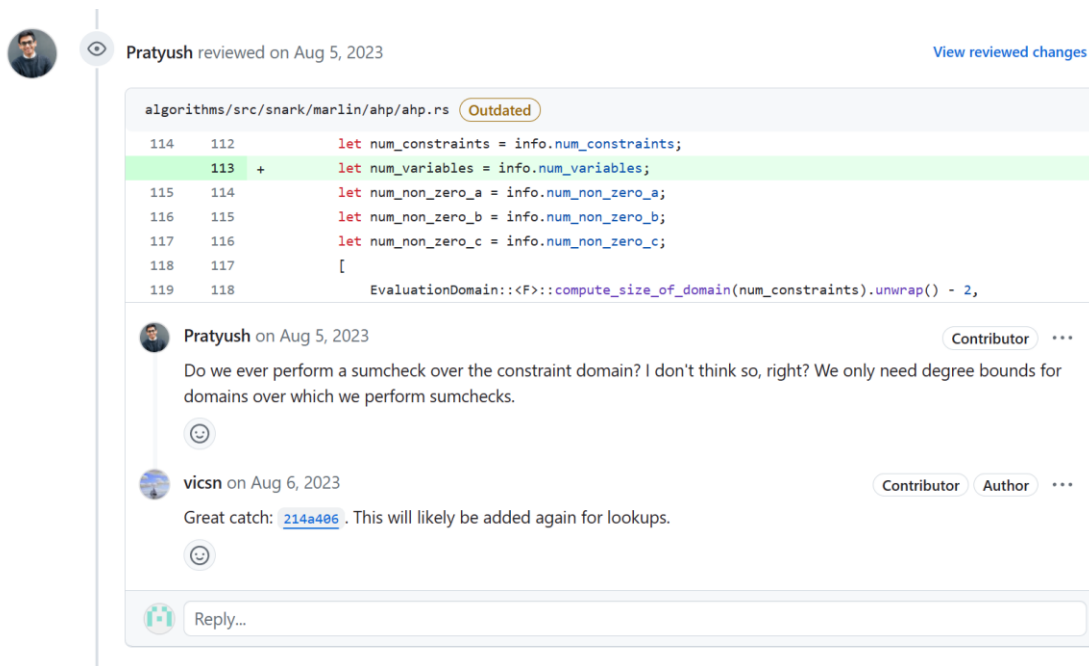 Pratyush reviewed on Aug 5, 2023 View reviewed changes
algorithms/src/snark/marlin/ahp/ahp.rs Outdated
114 112 let num_constraints = info.num_constraints;
113 + let num_variables = info.num_variables;
115 114 let num_non_zero_a = info.num_non_zero_a;
116 115 let num_non_zero_b = info.num_non_zero_b;
117 116 let num_non_zero_c = info.num_non_zero_c;
118 117 [
119 118 EvaluationDomain::<F>::compute_size_of_domain(num_constraints).unwrap() - 2,
Pratyush on Aug 5, 2023 Contributor ···
Do we ever perform a sumcheck over the constraint domain? I don't think so, right? We only need degree bounds for
domains over which we perform sumchecks.
vicsn on Aug 6, 2023 Contributor Author ···
Great catch: 214a406 . This will likely be added again for lookups.
Reply...